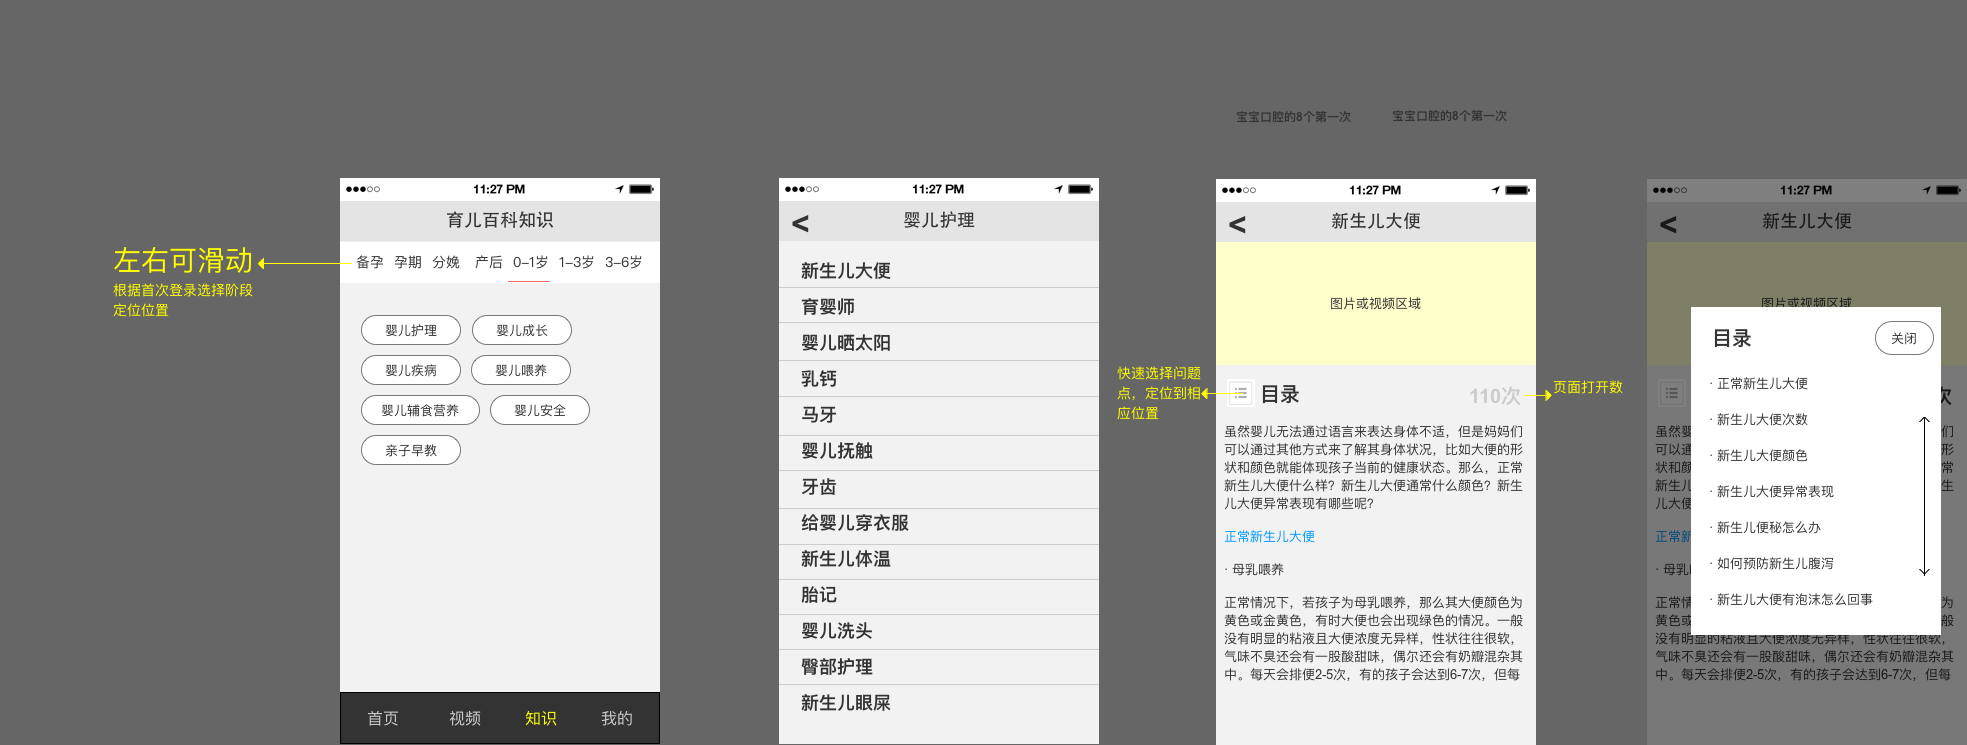 宝宝口腔的8个第一次
宝宝口腔的8个第一次
左右可滑动
根据首次登录选择阶段
定位位置
11:27 PM
育儿百科知识
备孕 孕期 分娩 产后 0-1岁 1-3岁 3-6岁
婴儿护理 婴儿成长
婴儿疾病 婴儿喂养
婴儿辅食营养 婴儿安全
亲子早教
首页 视频 知识 我的
11:27 PM
< 婴儿护理
新生儿大便
育婴师
婴儿晒太阳
乳钙
马牙
婴儿抚触
牙齿
给婴儿穿衣服
新生儿体温
胎记
婴儿洗头
臀部护理
新生儿眼屎
快速选择问题
点，定位到相
应位置
11:27 PM
< 新生儿大便
图片或视频区域
目录 110次
虽然婴儿无法通过语言来表达身体不适，但是妈妈们
可以通过其他方式来了解其身体状况，比如大便的形
状和颜色就能体现孩子当前的健康状态。那么，正常
新生儿大便什么样？新生儿大便通常什么颜色？新生
儿大便异常表现有哪些呢？
正常新生儿大便
· 母乳喂养
正常情况下，若孩子为母乳喂养，那么其大便颜色为
黄色或金黄色，有时大便也会出现绿色的情况。一般
没有明显的粘液且大便浓度无异样，性状往往很软，
气味不臭还会有一股酸甜味，偶尔还会有奶瓣混杂其
中。每天会排便2-5次，有的孩子会达到6-7次，但每
页面打开数
11:27 PM
< 新生儿大便
图片或视频区域
目录 关闭
· 正常新生儿大便
· 新生儿大便次数
· 新生儿大便颜色
· 新生儿大便异常表现
· 新生儿便秘怎么办
· 如何预防新生儿腹泻
· 新生儿大便有泡沫怎么回事
次
虽然婴 们
可以通 形
状和颜 常
新生儿 生
儿大便
正常新
· 母乳
正常情 为
黄色或 般
没有明显的粘液且大便浓度无异样，性状往往很软，
气味不臭还会有一股酸甜味，偶尔还会有奶瓣混杂其
中。每天会排便2-5次，有的孩子会达到6-7次，但每